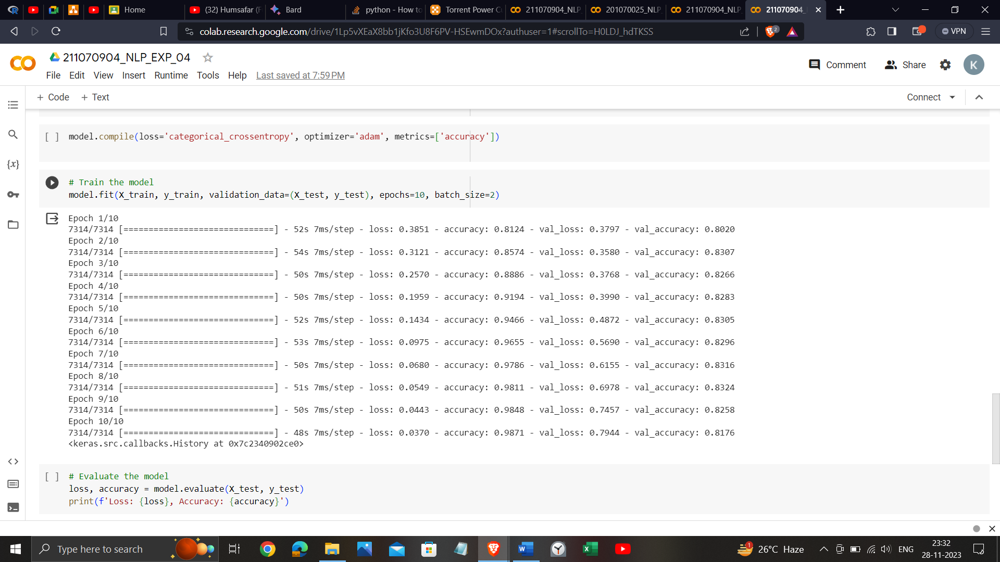 Home
(32) Humsafar (F
Bard
python - How to
Torrent Power C
211070904_NLP_
201070025_NLP_
211070904_NLP_
211070904_
colab.research.google.com/drive/1Lp5vXEaX8bb1jKfo3U8F6PV-HSEwmDOx?authuser=1#scrollTo=H0LDJ_hdTKSS
2
VPN
211070904_NLP_EXP_04
Comment
Share
K
File Edit View Insert Runtime Tools Help Last saved at 7:59 PM
+ Code + Text
Connect
[ ] model.compile(loss='categorical_crossentropy', optimizer='adam', metrics=['accuracy'])
{x}
# Train the model
model.fit(X_train, y_train, validation_data=(X_test, y_test), epochs=10, batch_size=2)
Epoch 1/10
7314/7314 [==============================] - 52s 7ms/step - loss: 0.3851 - accuracy: 0.8124 - val_loss: 0.3797 - val_accuracy: 0.8020
Epoch 2/10
7314/7314 [==============================] - 54s 7ms/step - loss: 0.3121 - accuracy: 0.8574 - val_loss: 0.3580 - val_accuracy: 0.8307
Epoch 3/10
7314/7314 [==============================] - 50s 7ms/step - loss: 0.2570 - accuracy: 0.8886 - val_loss: 0.3768 - val_accuracy: 0.8266
Epoch 4/10
7314/7314 [==============================] - 50s 7ms/step - loss: 0.1959 - accuracy: 0.9194 - val_loss: 0.3990 - val_accuracy: 0.8283
Epoch 5/10
7314/7314 [==============================] - 52s 7ms/step - loss: 0.1434 - accuracy: 0.9466 - val_loss: 0.4872 - val_accuracy: 0.8305
Epoch 6/10
7314/7314 [==============================] - 53s 7ms/step - loss: 0.0975 - accuracy: 0.9655 - val_loss: 0.5690 - val_accuracy: 0.8296
Epoch 7/10
7314/7314 [==============================] - 50s 7ms/step - loss: 0.0680 - accuracy: 0.9786 - val_loss: 0.6155 - val_accuracy: 0.8316
Epoch 8/10
7314/7314 [==============================] - 51s 7ms/step - loss: 0.0549 - accuracy: 0.9811 - val_loss: 0.6978 - val_accuracy: 0.8324
Epoch 9/10
7314/7314 [==============================] - 50s 7ms/step - loss: 0.0443 - accuracy: 0.9848 - val_loss: 0.7457 - val_accuracy: 0.8258
Epoch 10/10
7314/7314 [==============================] - 48s 7ms/step - loss: 0.0370 - accuracy: 0.9871 - val_loss: 0.7944 - val_accuracy: 0.8176
<keras.src.callbacks.History at 0x7c2340902ce0>
[ ] # Evaluate the model
loss, accuracy = model.evaluate(X_test, y_test)
print(f'Loss: {loss}, Accuracy: {accuracy}')
Type here to search
1
26°C Haze
ENG
23:32
28-11-2023